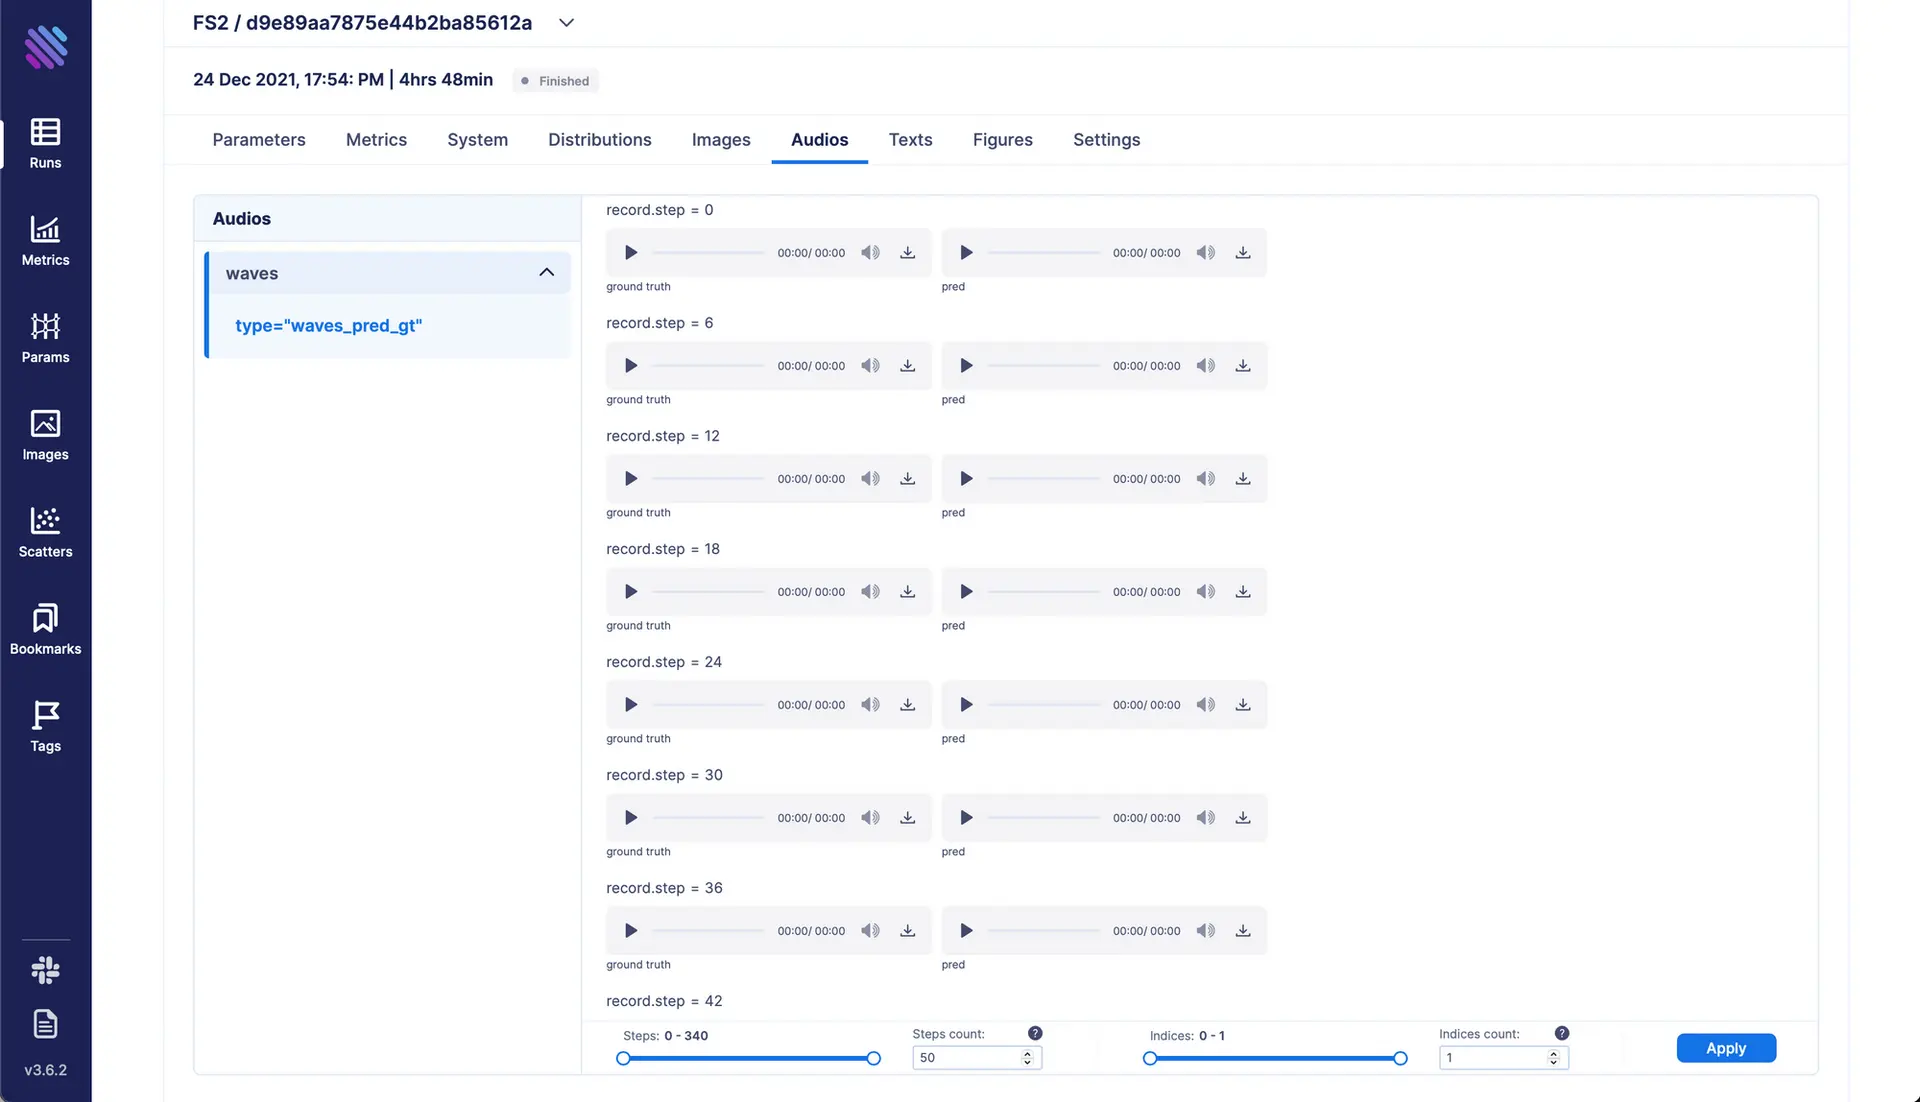 FS2 / d9e89aa7875e44b2ba85612a
24 Dec 2021, 17:54: PM | 4hrs 48min Finished
Parameters Metrics System Distributions Images Audios Texts Figures Settings
Runs
Metrics
Params
Images
Scatters
Bookmarks
Tags
v3.6.2
Audios
waves
type="waves_pred_gt"
record.step = 0
00:00/ 00:00 00:00/ 00:00
ground truth pred
record.step = 6
00:00/ 00:00 00:00/ 00:00
ground truth pred
record.step = 12
00:00/ 00:00 00:00/ 00:00
ground truth pred
record.step = 18
00:00/ 00:00 00:00/ 00:00
ground truth pred
record.step = 24
00:00/ 00:00 00:00/ 00:00
ground truth pred
record.step = 30
00:00/ 00:00 00:00/ 00:00
ground truth pred
record.step = 36
00:00/ 00:00 00:00/ 00:00
ground truth pred
record.step = 42
Steps: 0 - 340 Steps count: ? Indices: 0 - 1 Indices count: ?
50 1 Apply